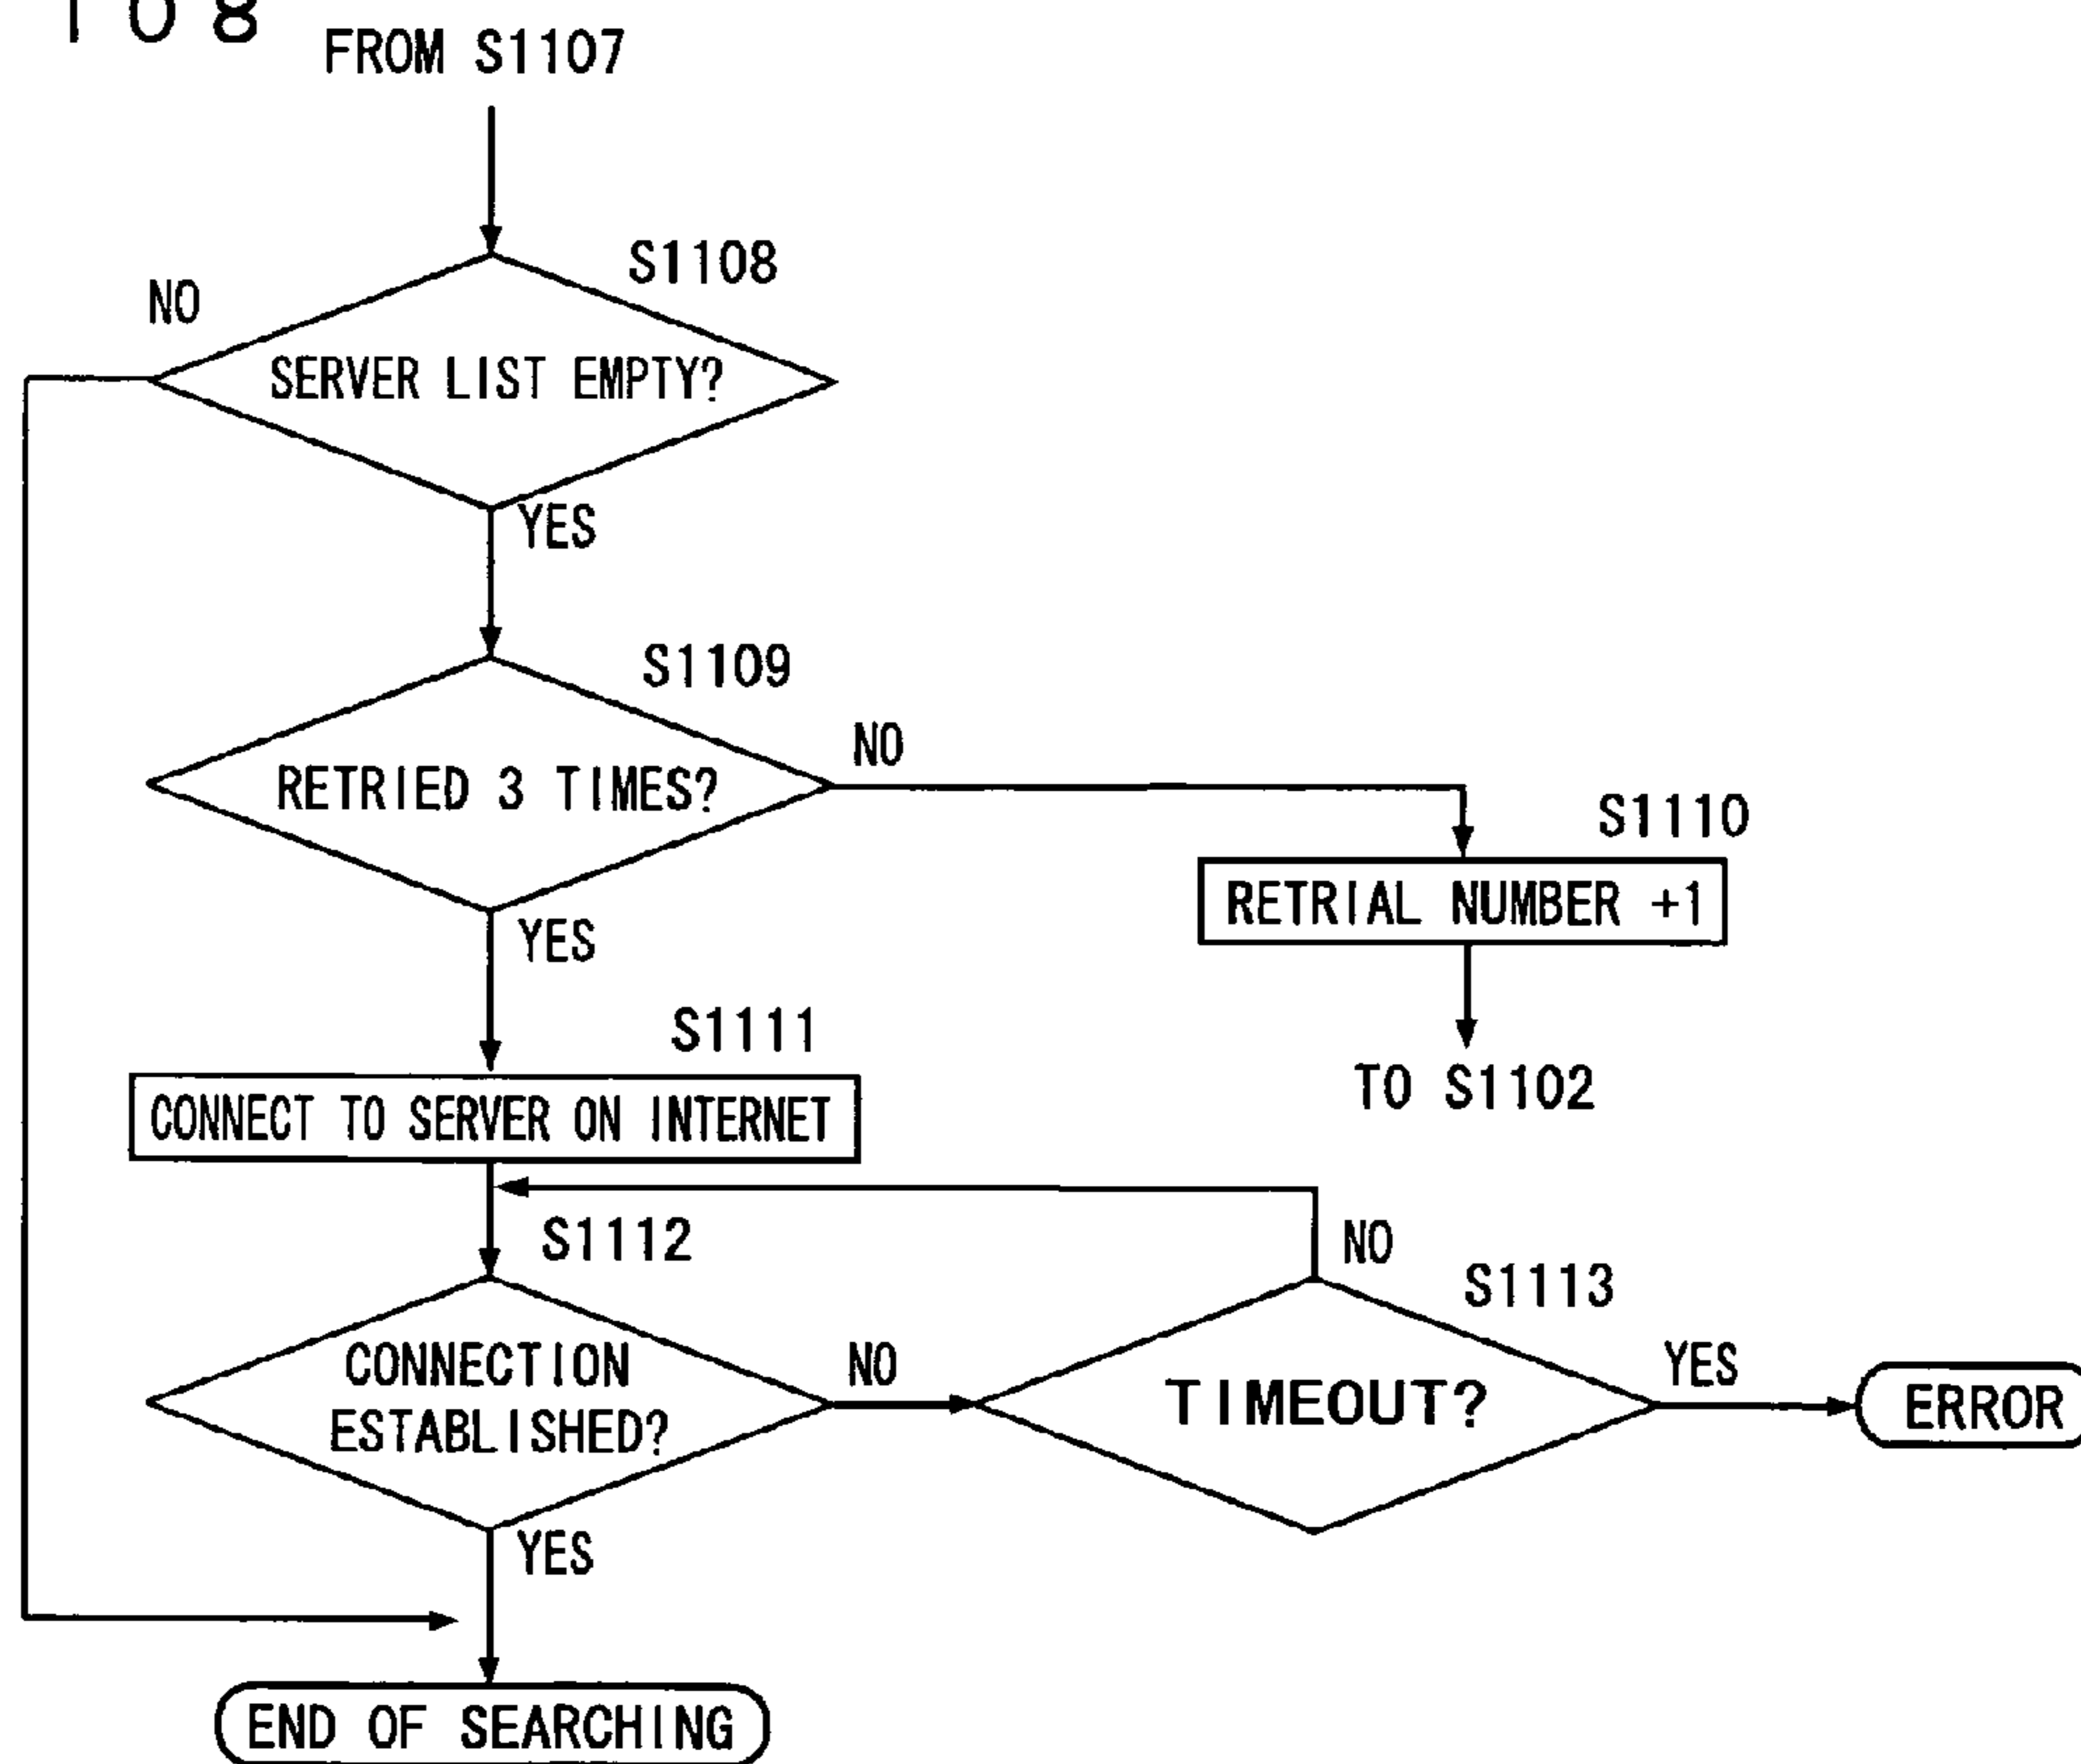 108
FROM S1107
S1108
NO
SERVER LIST EMPTY?
YES
S1109
NO
RETRIED 3 TIMES?
S1110
RETRIAL NUMBER +1
YES
S1111
TO S1102
CONNECT TO SERVER ON INTERNET
S1112
NO
S1113
CONNECTION
ESTABLISHED?
NO
TIMEOUT?
YES
ERROR
YES
END OF SEARCHING